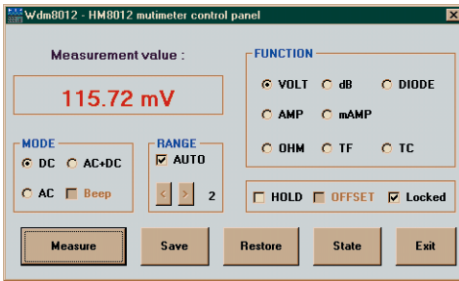 Wdm8012 - HM8012 mutimeter control panel
Measurement value :
115.72 mV
FUNCTION
VOLT dB DIODE
AMP mAMP
OHM TF TC
MODE
DC AC+DC
AC Beep
RANGE
AUTO
< > 2
HOLD OFFSET Locked
Measure Save Restore State Exit